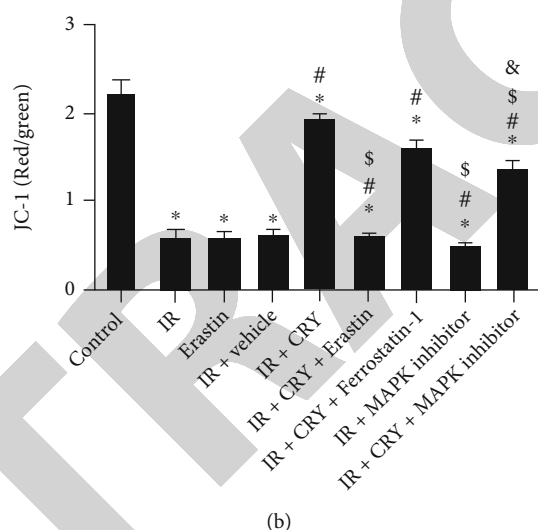 3
2
1
0
JC-1 (Red/green)
*
*
*
#
*
$
#
*
#
*
$
#
*
&
$
#
*
Control
IR
Erastin
IR + vehicle
IR + CRY
IR + CRY + Erastin
IR + CRY + Ferrostatin-1
IR + MAPK inhibitor
IR + CRY + MAPK inhibitor
(b)